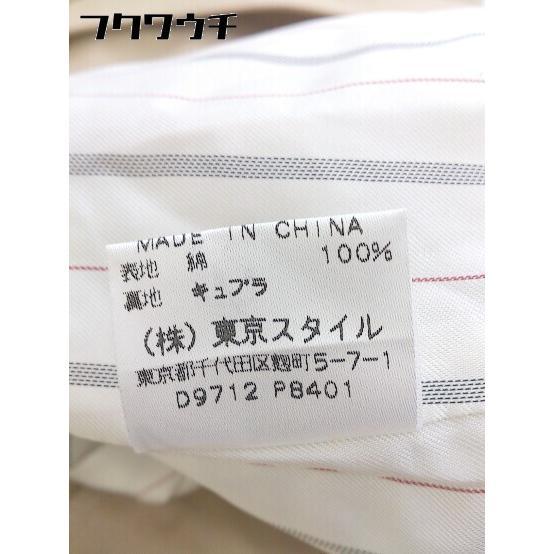 フクウウチ
MADE IN CHINA
表地 綿 100%
裏地 キュプラ
(株) 東京スタイル
東京都千代田区麹町5-7-1
D9712 P8401